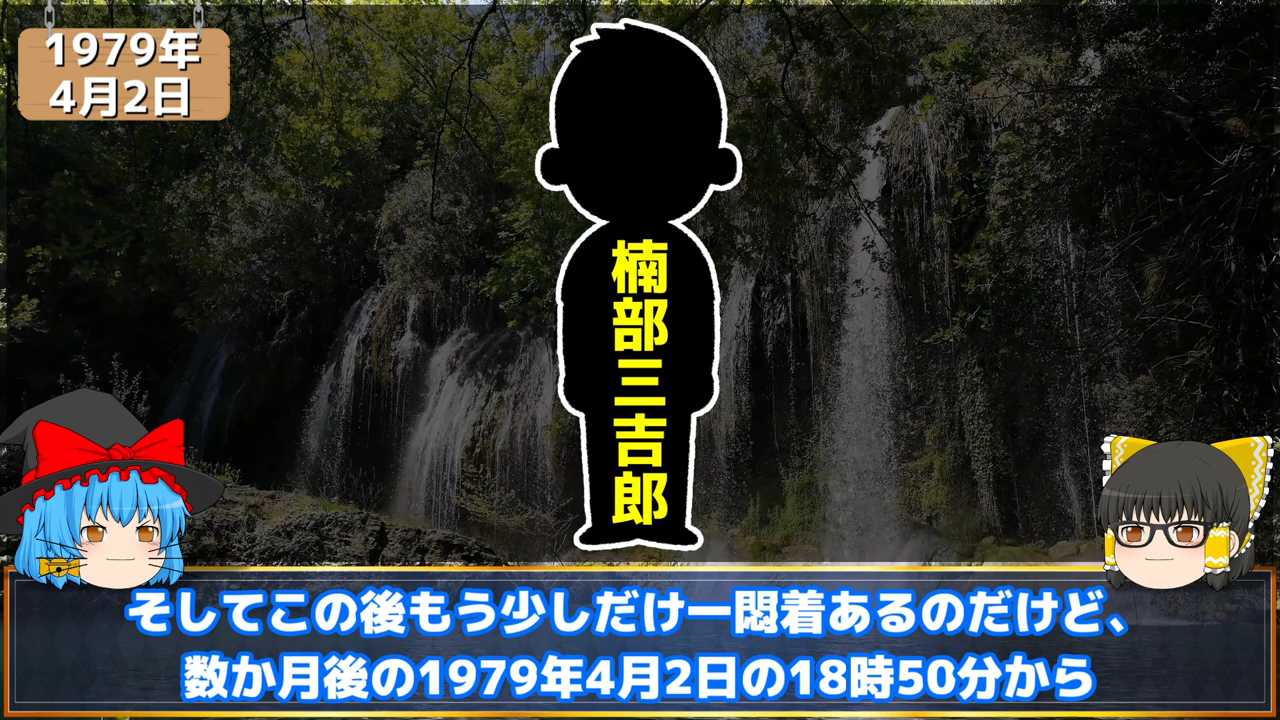 1979年
4月2日
楠部三吉郎
そしてこの後もう少しだけ一悶着あるのだけど、
数か月後の1979年4月2日の18時50分から